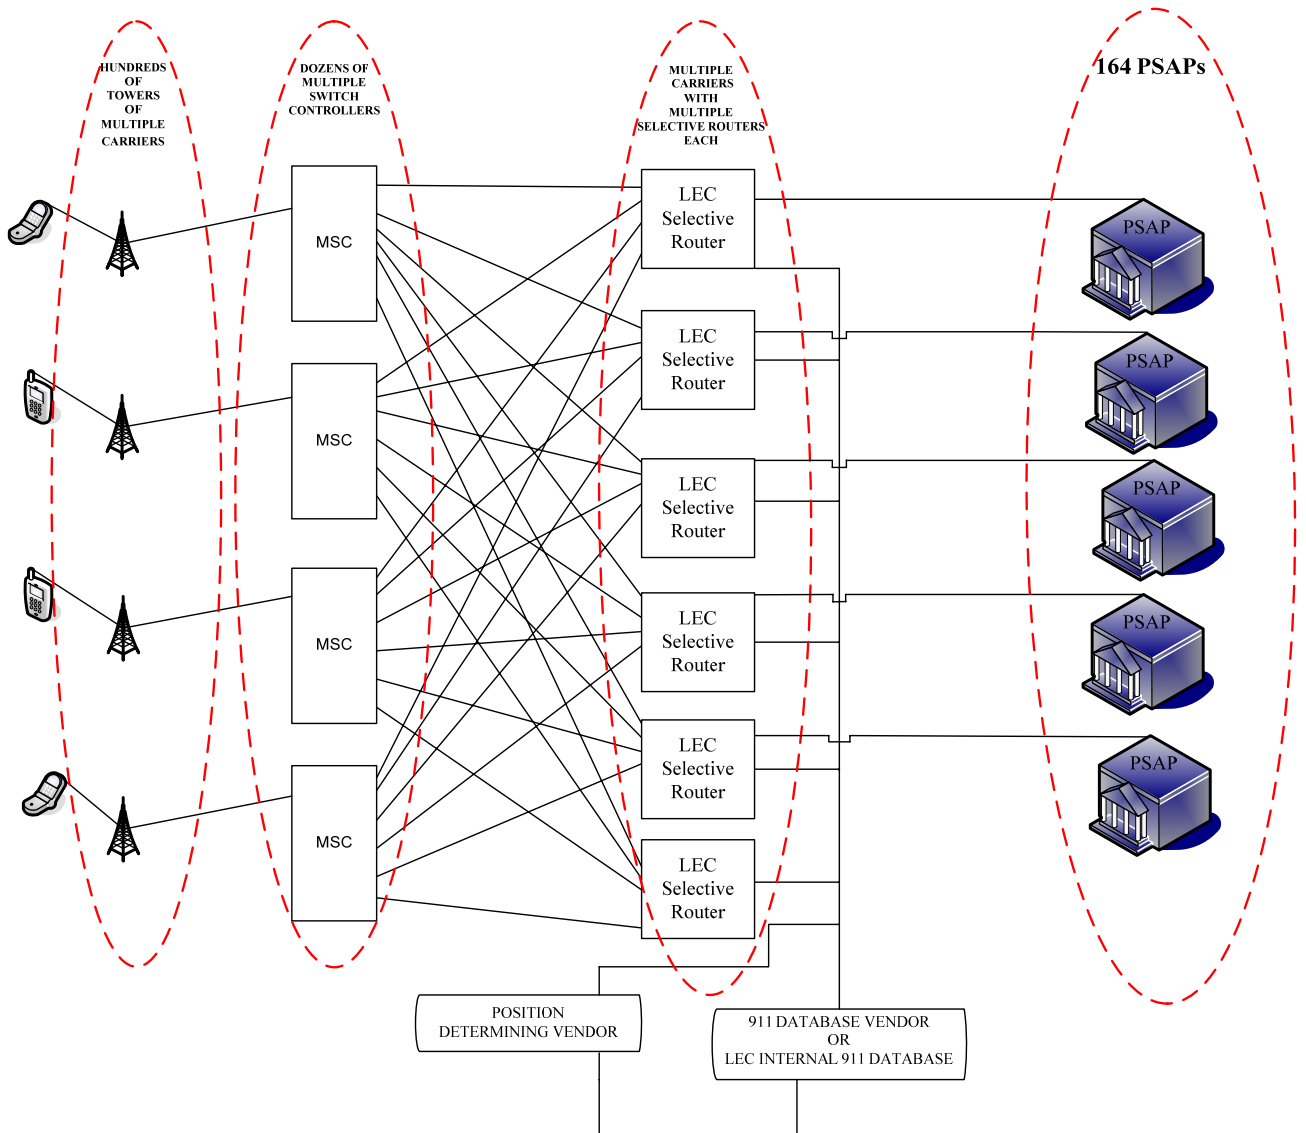 HUNDREDS
OF
TOWERS
OF
MULTIPLE
CARRIERS
DOZENS OF
MULTIPLE
SWITCH
CONTROLLERS
MULTIPLE
CARRIERS
WITH
MULTIPLE
SELECTIVE ROUTERS
EACH
164 PSAPs
MSC
MSC
MSC
MSC
LEC
Selective
Router
LEC
Selective
Router
LEC
Selective
Router
LEC
Selective
Router
LEC
Selective
Router
LEC
Selective
Router
PSAP
PSAP
PSAP
PSAP
PSAP
POSITION
DETERMINING VENDOR
911 DATABASE VENDOR
OR
LEC INTERNAL 911 DATABASE